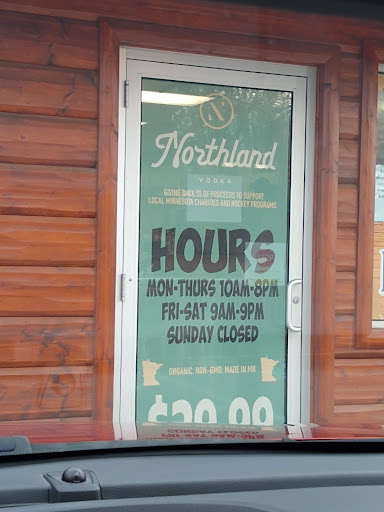 N
Northland
VODKA
GIVING BACK 1% OF PROCEEDS TO SUPPORT
LOCAL MINNESOTA CHARITIES AND HOCKEY PROGRAMS
HOURS
MON-THURS 10AM-8PM
FRI-SAT 9AM-9PM
SUNDAY CLOSED
ORGANIC, NON-GMO, MADE IN MN